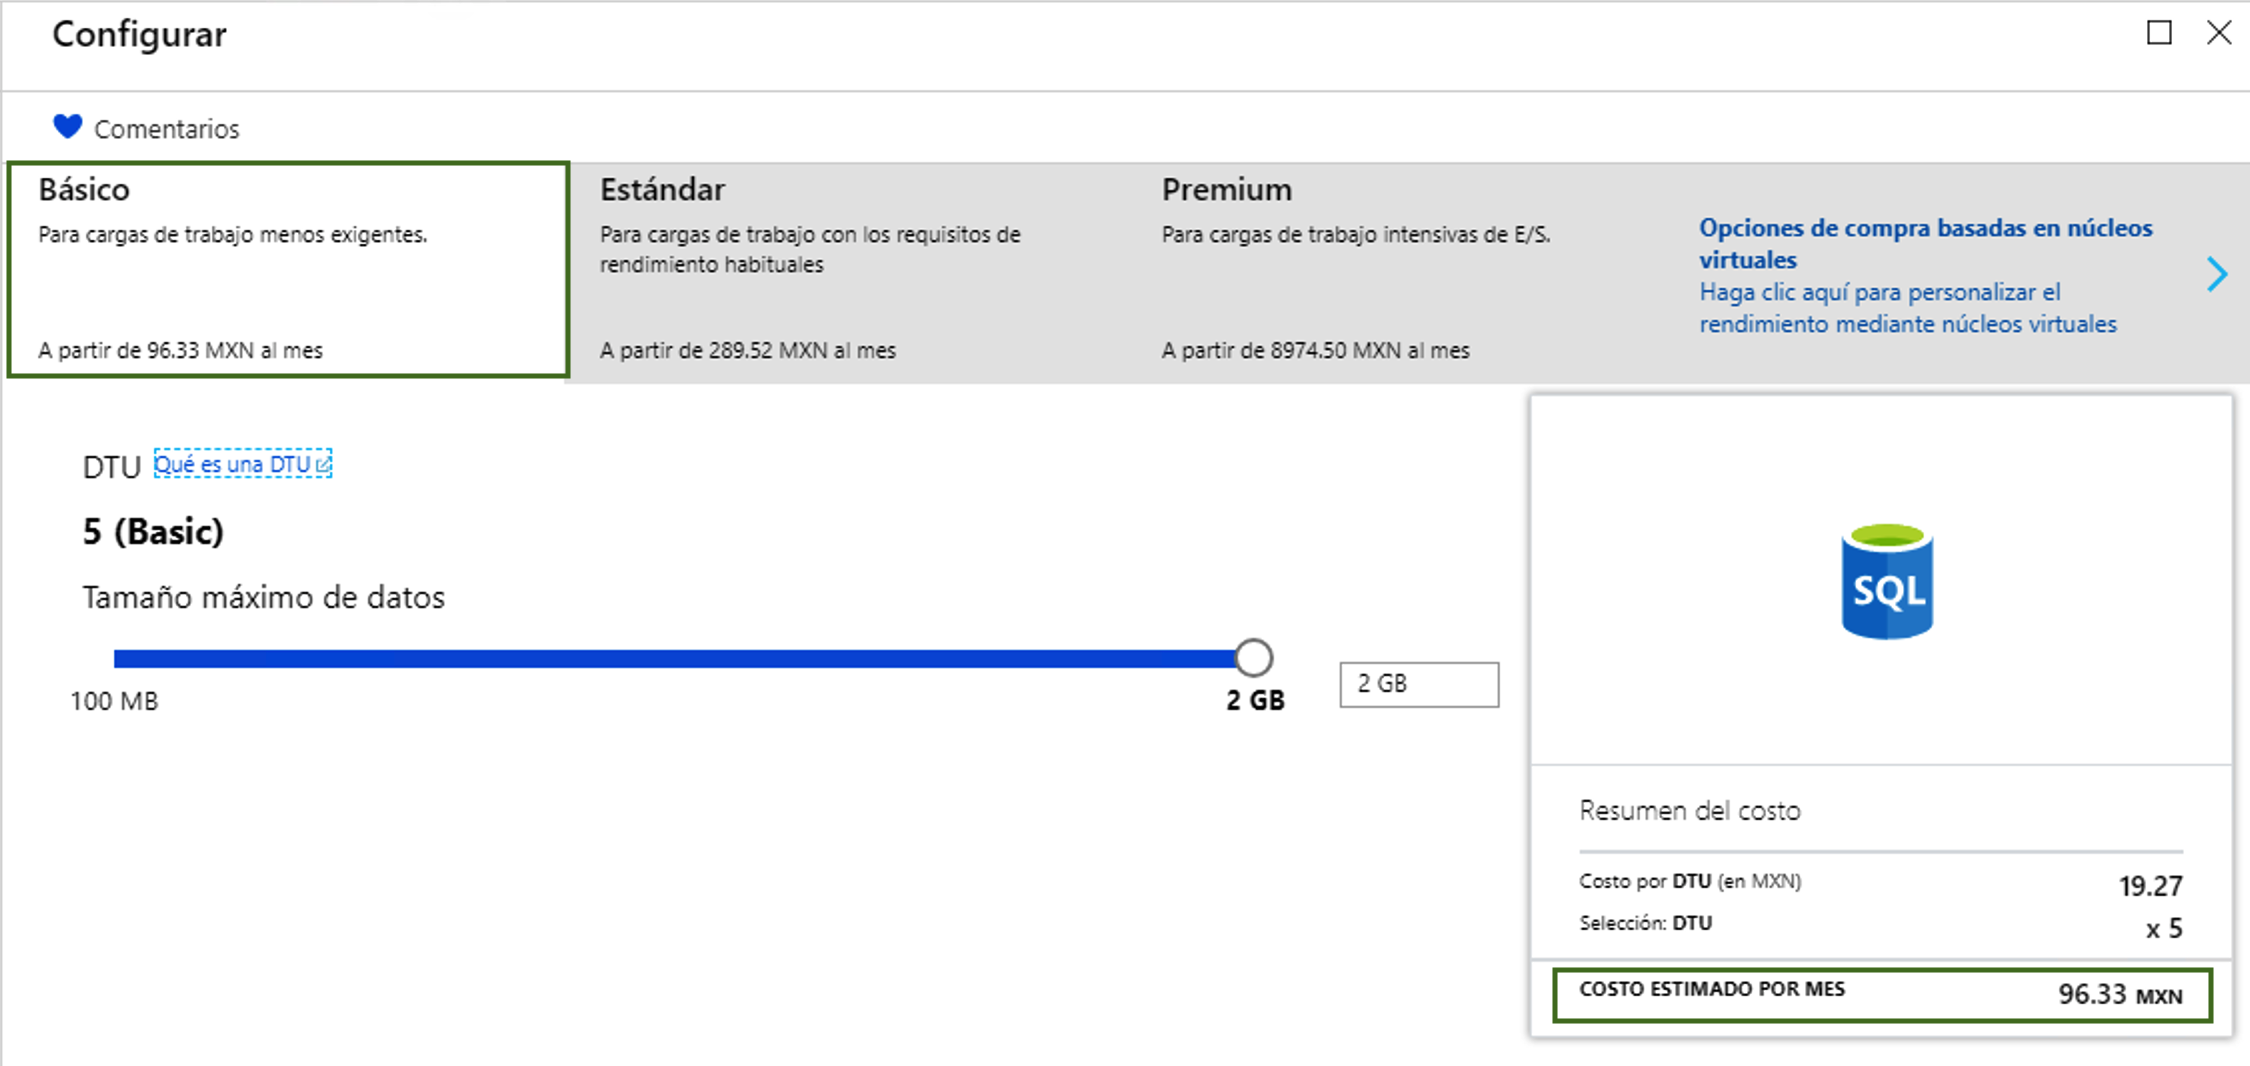 Configurar
Comentarios
Básico
Para cargas de trabajo menos exigentes.
A partir de 96.33 MXN al mes
Estándar
Para cargas de trabajo con los requisitos de
rendimiento habituales
A partir de 289.52 MXN al mes
Premium
Para cargas de trabajo intensivas de E/S.
A partir de 8974.50 MXN al mes
Opciones de compra basadas en núcleos
virtuales
Haga clic aquí para personalizar el
rendimiento mediante núcleos virtuales
DTU Qué es una DTU
5 (Basic)
Tamaño máximo de datos
100 MB
2 GB
2 GB
SQL
Resumen del costo
Costo por DTU (en MXN) 19.27
Selección: DTU x 5
COSTO ESTIMADO POR MES 96.33 MXN